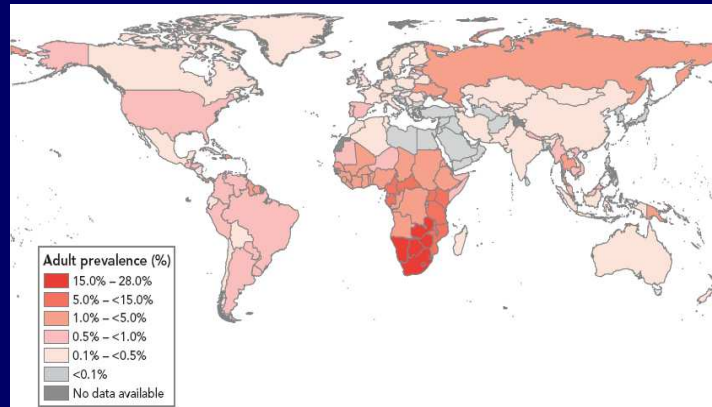 Adult prevalence (%)
15.0% – 28.0%
5.0% – <15.0%
1.0% – <5.0%
0.5% – <1.0%
0.1% – <0.5%
<0.1%
No data available